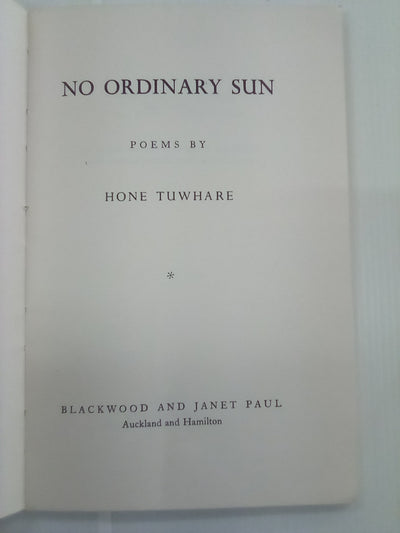 NO ORDINARY SUN
POEMS BY
HONE TUWHARE
*
BLACKWOOD AND JANET PAUL
Auckland and Hamilton